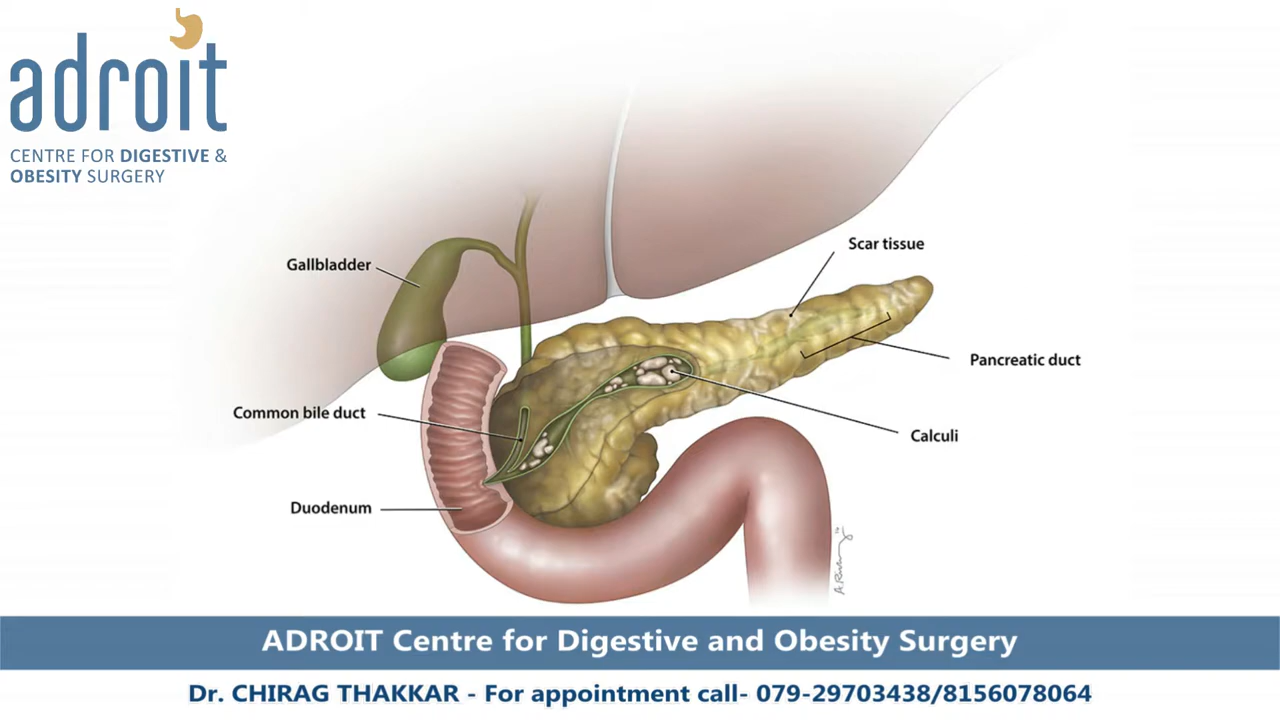 adroit
CENTRE FOR DIGESTIVE &
OBESITY SURGERY
Scar tissue
Gallbladder
Pancreatic duct
Common bile duct
Calculi
Duodenum
ADROIT Centre for Digestive and Obesity Surgery
Dr. CHIRAG THAKKAR - For appointment call- 079-29703438/8156078064